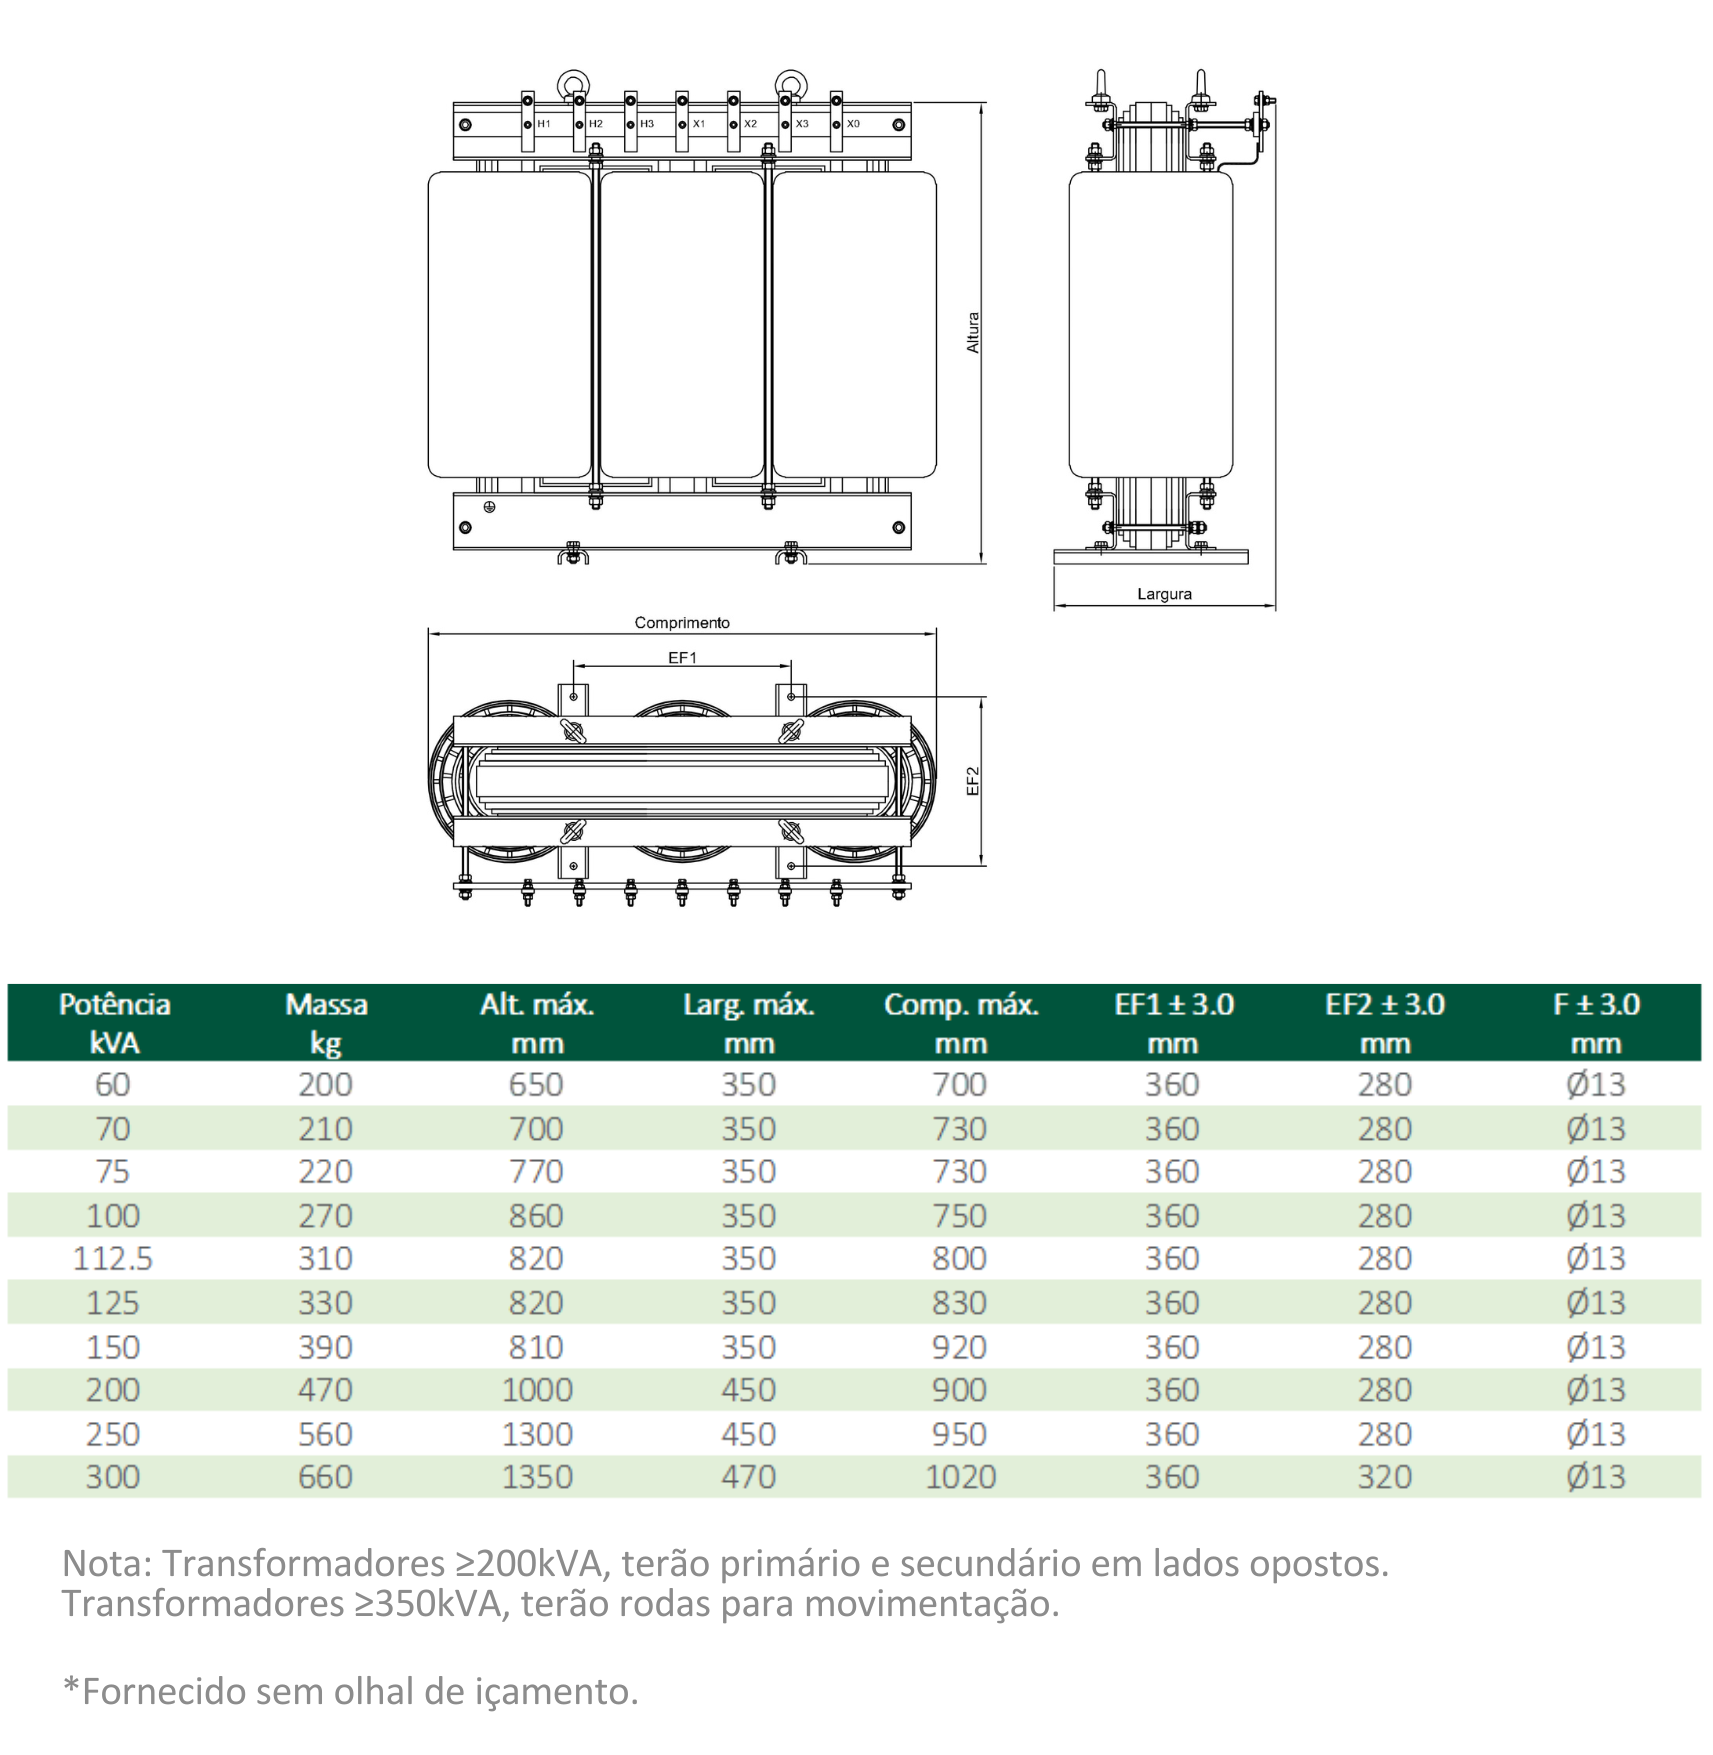 H1 H2 H3 X1 X2 X3 X0
Altura
Largura
Comprimento
EF1
EF2
Potência Massa Alt. máx. Larg. máx. Comp. máx. EF1 ± 3.0 EF2 ± 3.0 F ± 3.0
kVA kg mm mm mm mm mm mm
60 200 650 350 700 360 280 Ø13
70 210 700 350 730 360 280 Ø13
75 220 770 350 730 360 280 Ø13
100 270 860 350 750 360 280 Ø13
112.5 310 820 350 800 360 280 Ø13
125 330 820 350 830 360 280 Ø13
150 390 810 350 920 360 280 Ø13
200 470 1000 450 900 360 280 Ø13
250 560 1300 450 950 360 280 Ø13
300 660 1350 470 1020 360 320 Ø13
Nota: Transformadores ≥200kVA, terão primário e secundário em lados opostos.
Transformadores ≥350kVA, terão rodas para movimentação.
*Fornecido sem olhal de içamento.